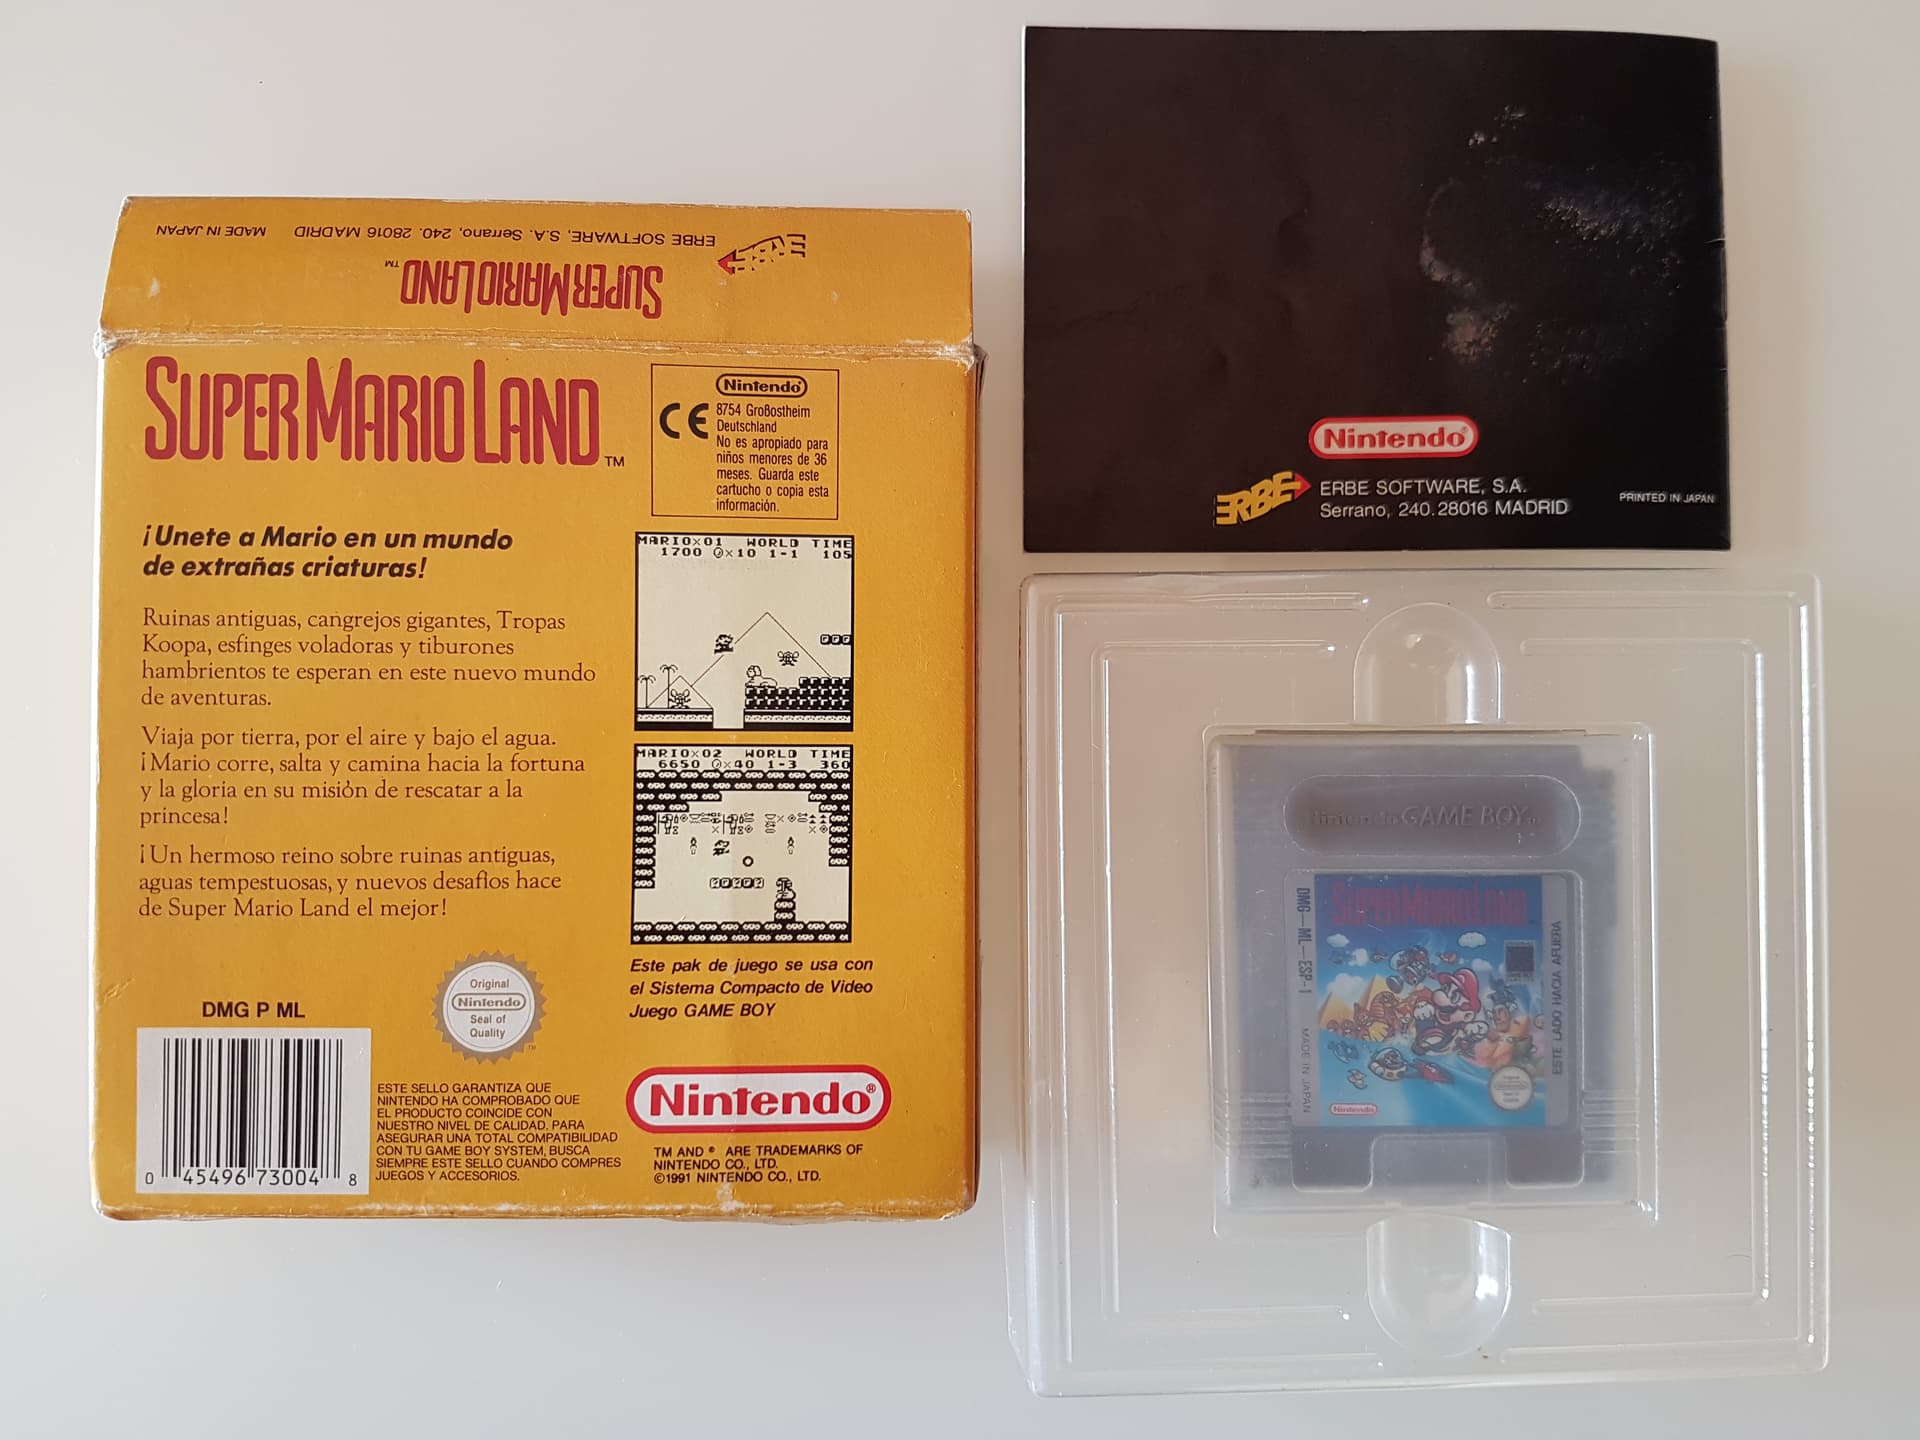 MADE IN JAPAN
ERBE SOFTWARE, S.A. Serrano, 240. 28016 MADRID
ERBE
SUPER MARIO LAND™
SUPER MARIO LAND™
Nintendo
CE
8754 Großostheim
Deutschland
No es apropiado para
niños menores de 36
meses. Guarda este
cartucho o copia esta
información.
¡Unete a Mario en un mundo
de extrañas criaturas!
Ruinas antiguas, cangrejos gigantes, Tropas
Koopa, esfinges voladoras y tiburones
hambrientos te esperan en este nuevo mundo
de aventuras.
Viaja por tierra, por el aire y bajo el agua.
¡Mario corre, salta y camina hacia la fortuna
y la gloria en su misión de rescatar a la
princesa!
¡Un hermoso reino sobre ruinas antiguas,
aguas tempestuosas, y nuevos desafios hace
de Super Mario Land el mejor!
MARIO×01 WORLD TIME
1700 ×10 1-1 105
MARIO×02 WORLD TIME
6650 ×40 1-3 360
Este pak de juego se usa con
el Sistema Compacto de Video
Juego GAME BOY
DMG P ML
0 45496 73004 8
Original
Nintendo
Seal of
Quality
TM
ESTE SELLO GARANTIZA QUE
NINTENDO HA COMPROBADO QUE
EL PRODUCTO COINCIDE CON
NUESTRO NIVEL DE CALIDAD. PARA
ASEGURAR UNA TOTAL COMPATIBILIDAD
CON TU GAME BOY SYSTEM, BUSCA
SIEMPRE ESTE SELLO CUANDO COMPRES
JUEGOS Y ACCESORIOS.
Nintendo®
TM AND ® ARE TRADEMARKS OF
NINTENDO CO., LTD.
©1991 NINTENDO CO., LTD.
Nintendo®
ERBE
ERBE SOFTWARE, S.A.
Serrano, 240. 28016 MADRID
PRINTED IN JAPAN
Nintendo GAME BOY
SUPER MARIO LAND
DMG-ML-ESP-1
MADE IN JAPAN
ESTE LADO HACIA AFUERA
Nintendo